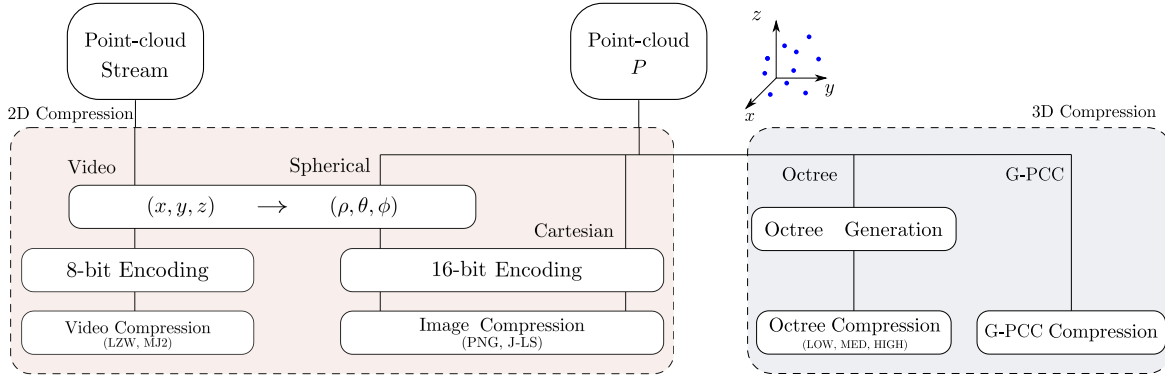 Point-cloud
Stream
Point-cloud
P
z
y
x
2D Compression
3D Compression
Video
Spherical
Octree
G-PCC
(x, y, z) → (ρ, θ, ϕ)
Cartesian
Octree Generation
8-bit Encoding
16-bit Encoding
Video Compression
(LZW, MJ2)
Image Compression
(PNG, J-LS)
Octree Compression
(LOW, MED, HIGH)
G-PCC Compression